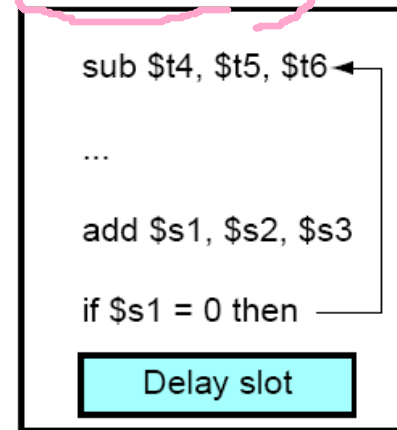 sub $t4, $t5, $t6
...
add $s1, $s2, $s3
if $s1 = 0 then
Delay slot